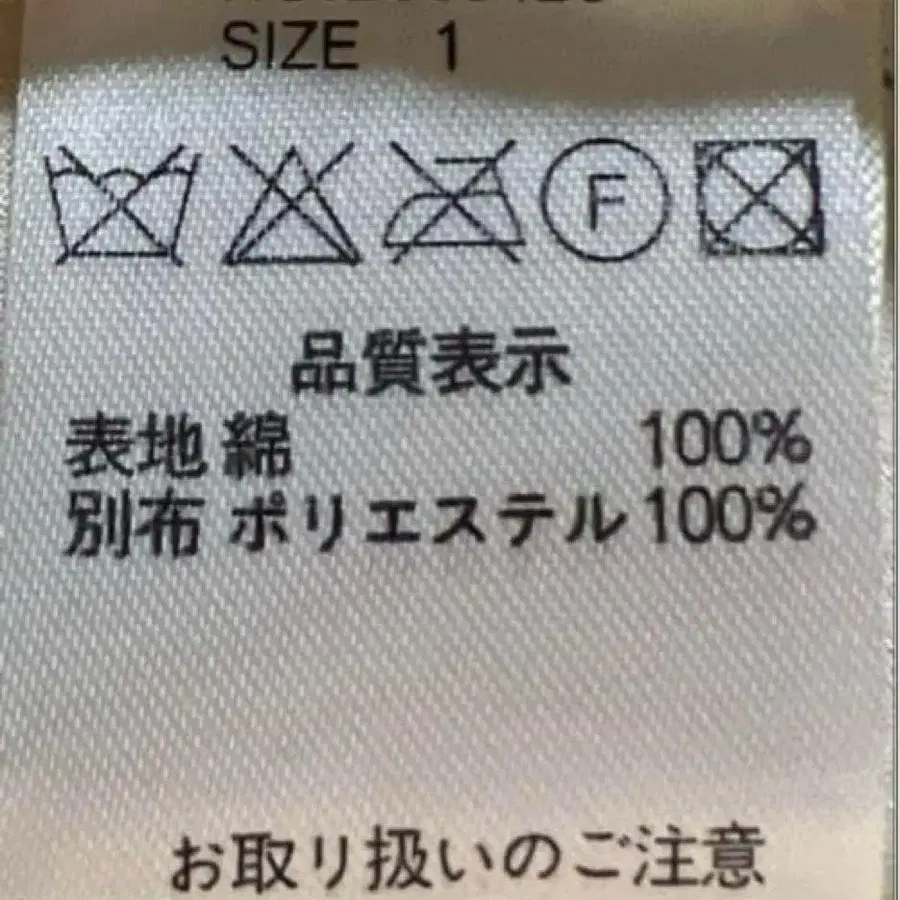 SIZE 1
F
品質表示
表地 綿 100%
別布 ポリエステル 100%
お取り扱いのご注意